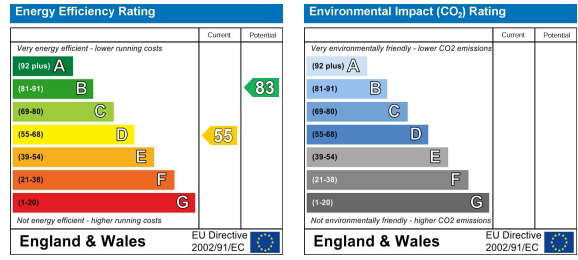 Energy Efficiency Rating
Current Potential
Very energy efficient - lower running costs
(92 plus) A
(81-91) B
83
(69-80) C
(55-68) D
55
(39-54) E
(21-38) F
(1-20) G
Not energy efficient - higher running costs
England & Wales
EU Directive
2002/91/EC
Environmental Impact (CO2) Rating
Current Potential
Very environmentally friendly - lower CO2 emissions
(92 plus) A
(81-91) B
(69-80) C
(55-68) D
(39-54) E
(21-38) F
(1-20) G
Not environmentally friendly - higher CO2 emissions
England & Wales
EU Directive
2002/91/EC